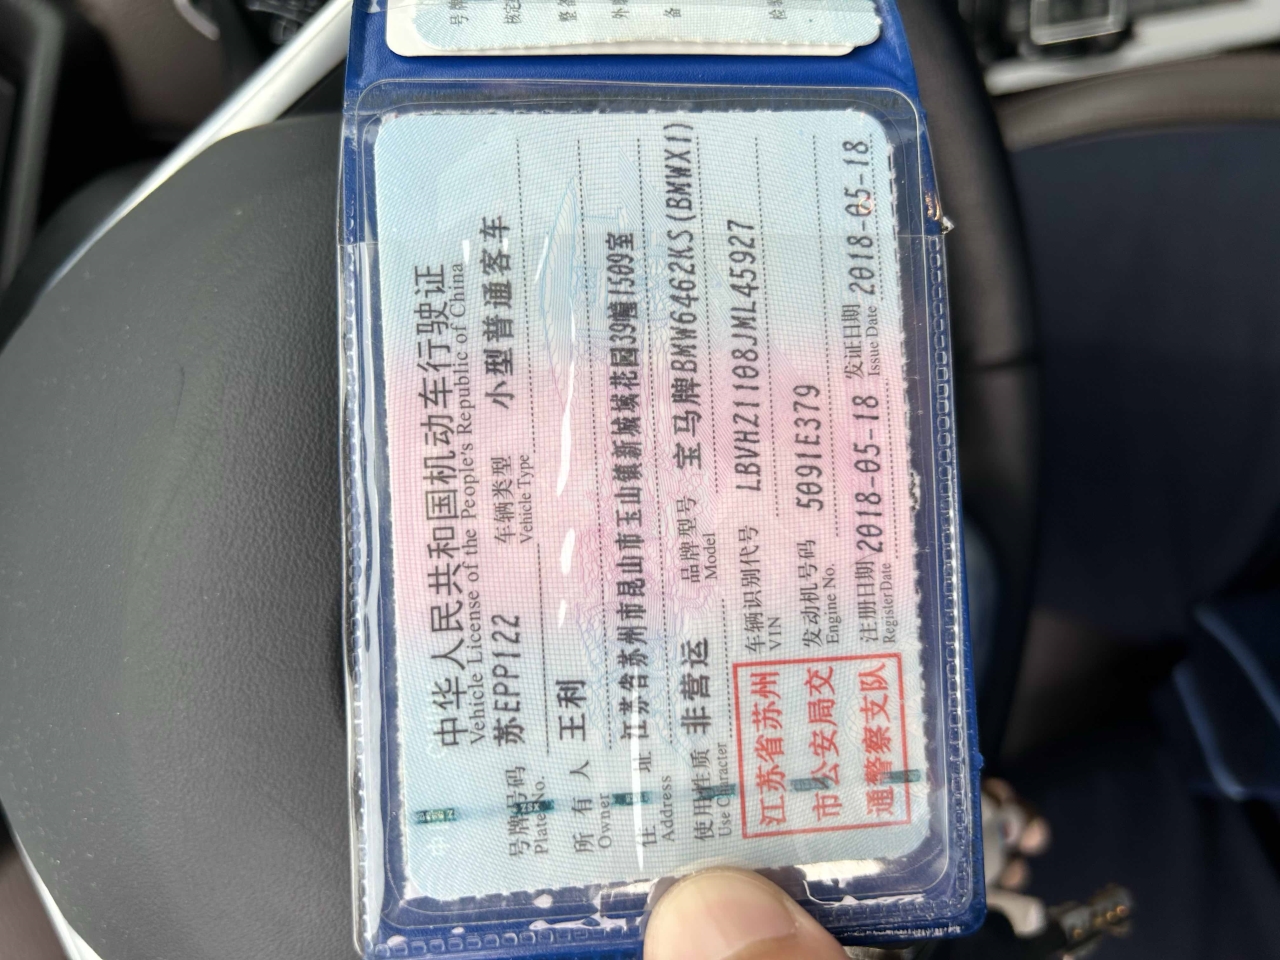 中华人民共和国机动车行驶证
Vehicle License of the People's Republic of China
号牌号码 苏EPP122 车辆类型 小型普通客车
Plate No. Vehicle Type
所有人 王利
Owner
住址 江苏省苏州市昆山市玉山镇新城域花园39幢1509室
Address
使用性质 非营运 品牌型号 宝马牌BMW6462KS(BMWX1)
Use Character Model
江苏省苏州
市公安局交
通警察支队
车辆识别代号 LBVHZ1108JML45927
VIN
发动机号码 5091E379
Engine No.
注册日期 2018-05-18 发证日期 2018-05-18
Register Date Issue Date